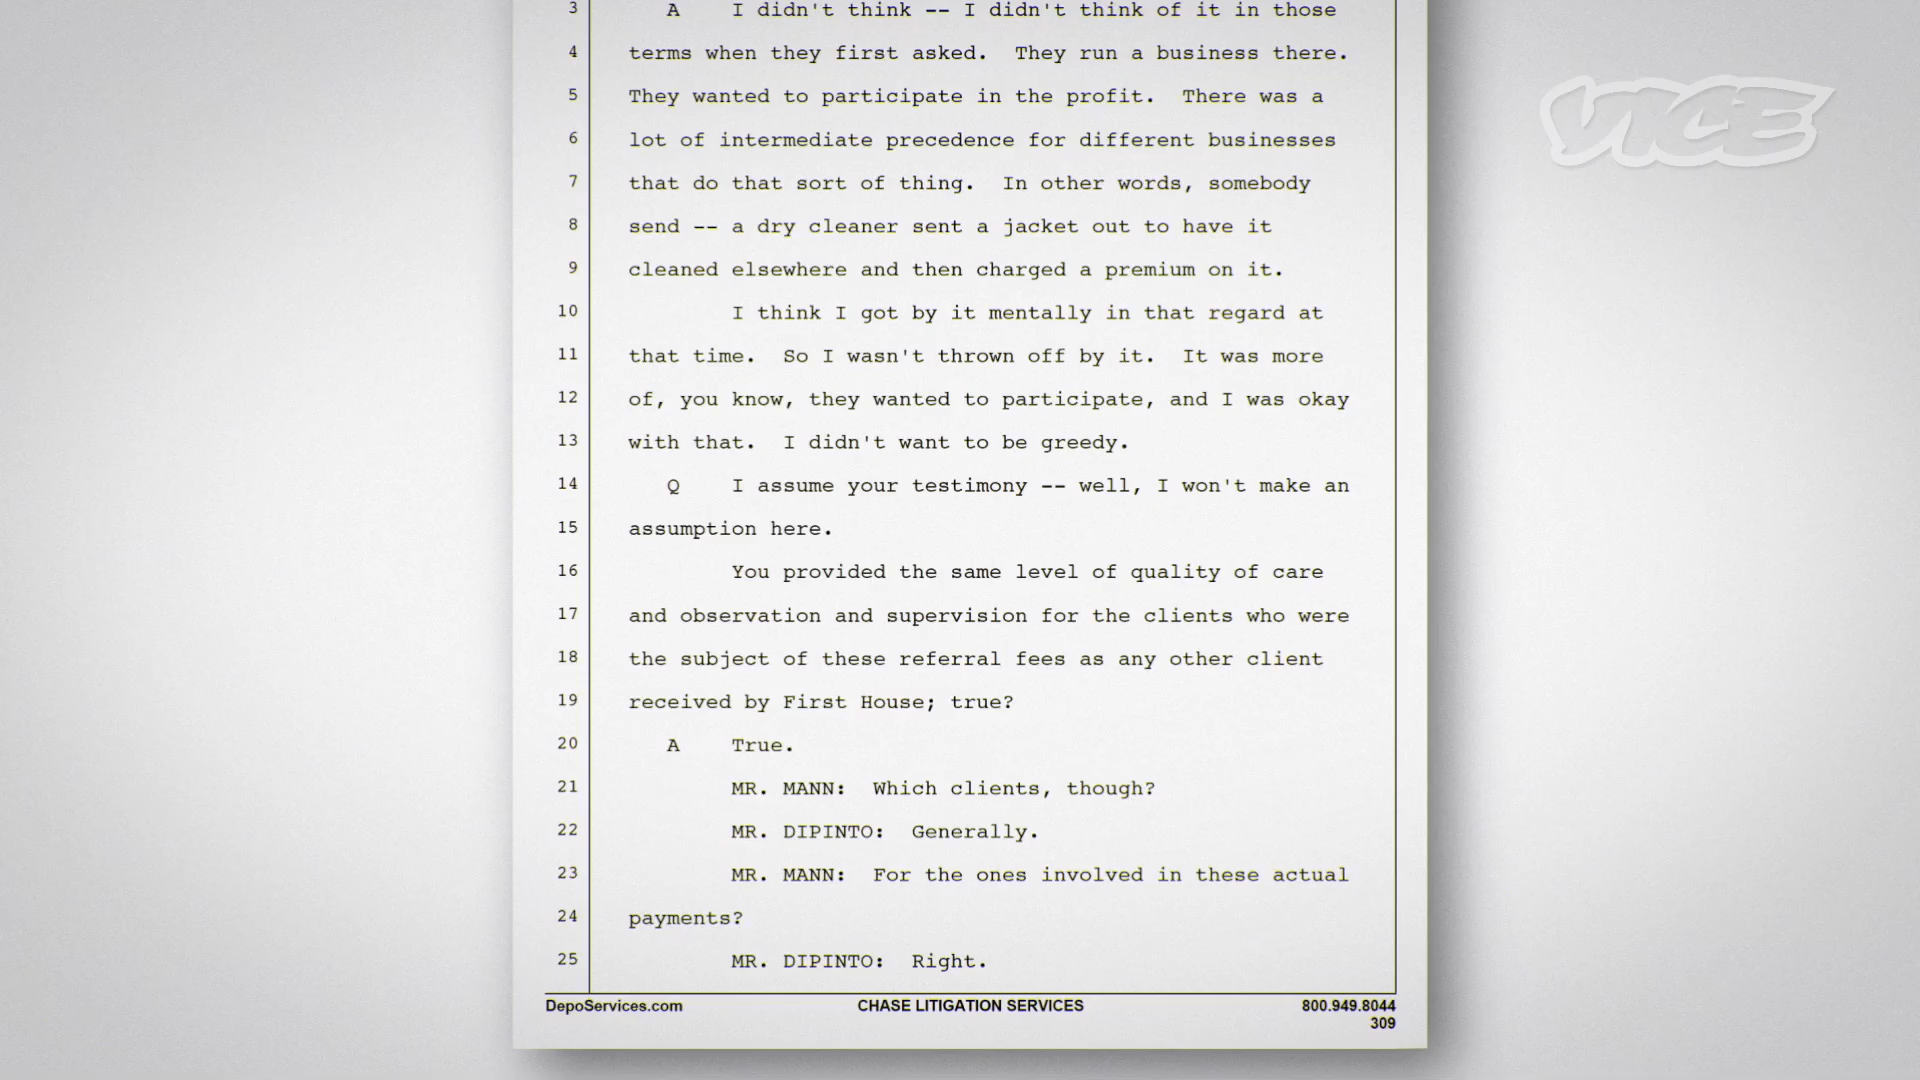 3 A I didn't think -- I didn't think of it in those
4 terms when they first asked. They run a business there.
5 They wanted to participate in the profit. There was a
6 lot of intermediate precedence for different businesses
7 that do that sort of thing. In other words, somebody
8 send -- a dry cleaner sent a jacket out to have it
9 cleaned elsewhere and then charged a premium on it.
10 I think I got by it mentally in that regard at
11 that time. So I wasn't thrown off by it. It was more
12 of, you know, they wanted to participate, and I was okay
13 with that. I didn't want to be greedy.
14 Q I assume your testimony -- well, I won't make an
15 assumption here.
16 You provided the same level of quality of care
17 and observation and supervision for the clients who were
18 the subject of these referral fees as any other client
19 received by First House; true?
20 A True.
21 MR. MANN: Which clients, though?
22 MR. DIPINTO: Generally.
23 MR. MANN: For the ones involved in these actual
24 payments?
25 MR. DIPINTO: Right.
DepoServices.com CHASE LITIGATION SERVICES 800.949.8044
309
VICE